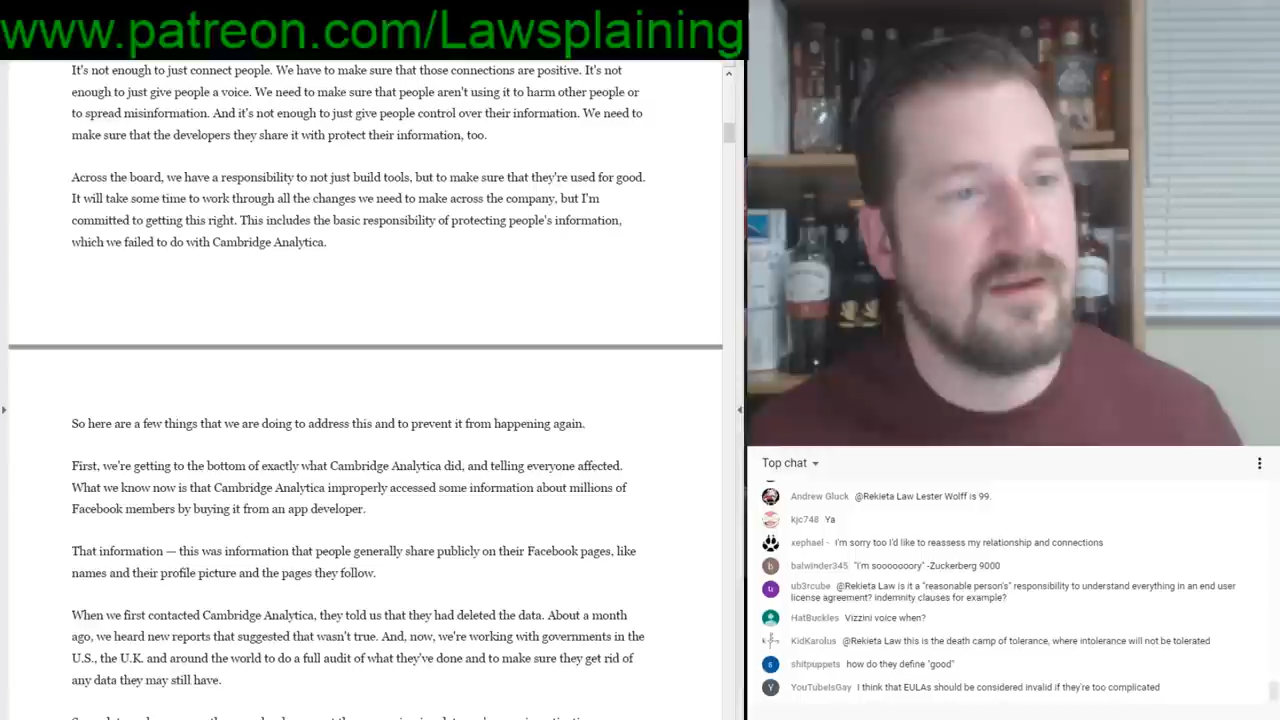 www.patreon.com/Lawsplaining
It's not enough to just connect people. We have to make sure that those connections are positive. It's not
enough to just give people a voice. We need to make sure that people aren't using it to harm other people or
to spread misinformation. And it's not enough to just give people control over their information. We need to
make sure that the developers they share it with protect their information, too.
Across the board, we have a responsibility to not just build tools, but to make sure that they're used for good.
It will take some time to work through all the changes we need to make across the company, but I'm
committed to getting this right. This includes the basic responsibility of protecting people's information,
which we failed to do with Cambridge Analytica.
So here are a few things that we are doing to address this and to prevent it from happening again.
First, we're getting to the bottom of exactly what Cambridge Analytica did, and telling everyone affected.
What we know now is that Cambridge Analytica improperly accessed some information about millions of
Facebook members by buying it from an app developer.
That information — this was information that people generally share publicly on their Facebook pages, like
names and their profile picture and the pages they follow.
When we first contacted Cambridge Analytica, they told us that they had deleted the data. About a month
ago, we heard new reports that suggested that wasn't true. And, now, we're working with governments in the
U.S., the U.K. and around the world to do a full audit of what they've done and to make sure they get rid of
any data they may still have.
Top chat
Andrew Gluck @Rekieta Law Lester Wolff is 99.
kjc748 Ya
xephael - I'm sorry too I'd like to reassess my relationship and connections
balwinder345 "i'm sooooooory" -Zuckerberg 9000
ub3rcube @Rekieta Law is it a "reasonable person's" responsibility to understand everything in an end user
license agreement? indemnity clauses for example?
HatBuckles Vizzini voice when?
KidKarolus @Rekieta Law this is the death camp of tolerance, where intolerance will not be tolerated
s
shitpuppets how do they define "good"
Y
YouTubeIsGay I think that EULAs should be considered invalid if they're too complicated